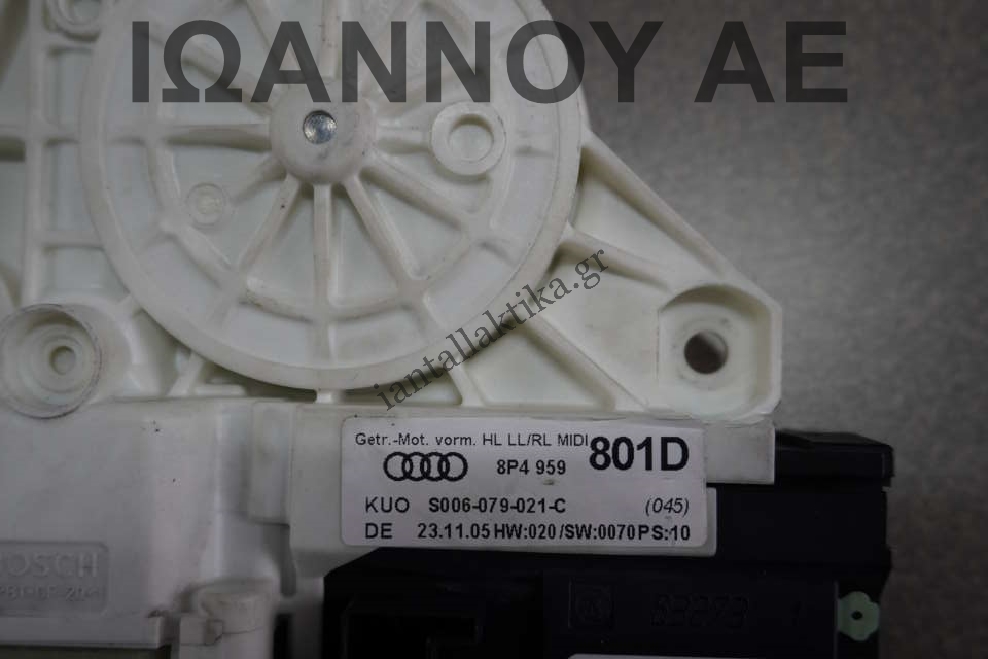 ΙΩΑΝΝΟΥ ΑΕ
iantallaktika.gr
Getr.-Mot. vorm. HL LL/RL MIDI
8P4 959 801D
KUO S006-079-021-C (045)
DE 23.11.05 HW:020/SW:0070 PS:10
BOSCH